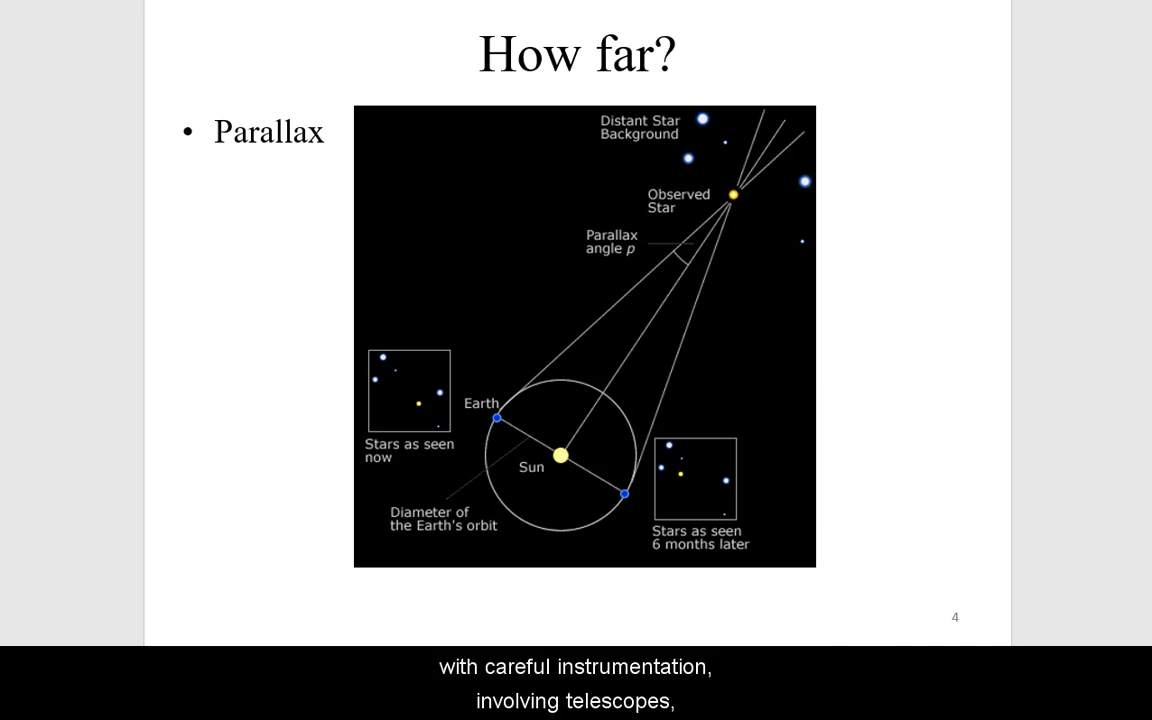 How far?
• Parallax
Distant Star
Background
Observed
Star
Parallax
angle p
Earth
Stars as seen
now
Sun
Diameter of
the Earth's orbit
Stars as seen
6 months later
4
with careful instrumentation,
involving telescopes,